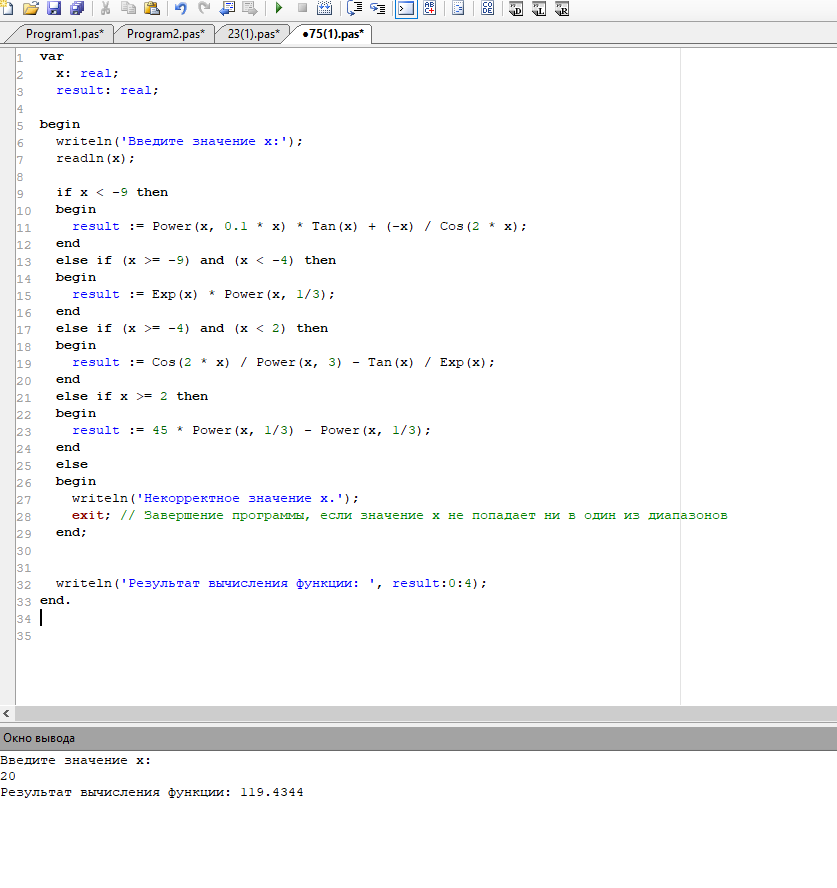 Program1.pas* Program2.pas* 23(1).pas* •75(1).pas*
1 var
2 x: real;
3 result: real;
4
5 begin
6 writeln('Введите значение x:');
7 readln(x);
8
9 if x < -9 then
10 begin
11 result := Power(x, 0.1 * x) * Tan(x) + (-x) / Cos(2 * x);
12 end
13 else if (x >= -9) and (x < -4) then
14 begin
15 result := Exp(x) * Power(x, 1/3);
16 end
17 else if (x >= -4) and (x < 2) then
18 begin
19 result := Cos(2 * x) / Power(x, 3) - Tan(x) / Exp(x);
20 end
21 else if x >= 2 then
22 begin
23 result := 45 * Power(x, 1/3) - Power(x, 1/3);
24 end
25 else
26 begin
27 writeln('Некорректное значение x.');
28 exit; // Завершение программы, если значение x не попадает ни в один из диапазонов
29 end;
30
31
32 writeln('Результат вычисления функции: ', result:0:4);
33 end.
34
35
Окно вывода
Введите значение x:
20
Результат вычисления функции: 119.4344